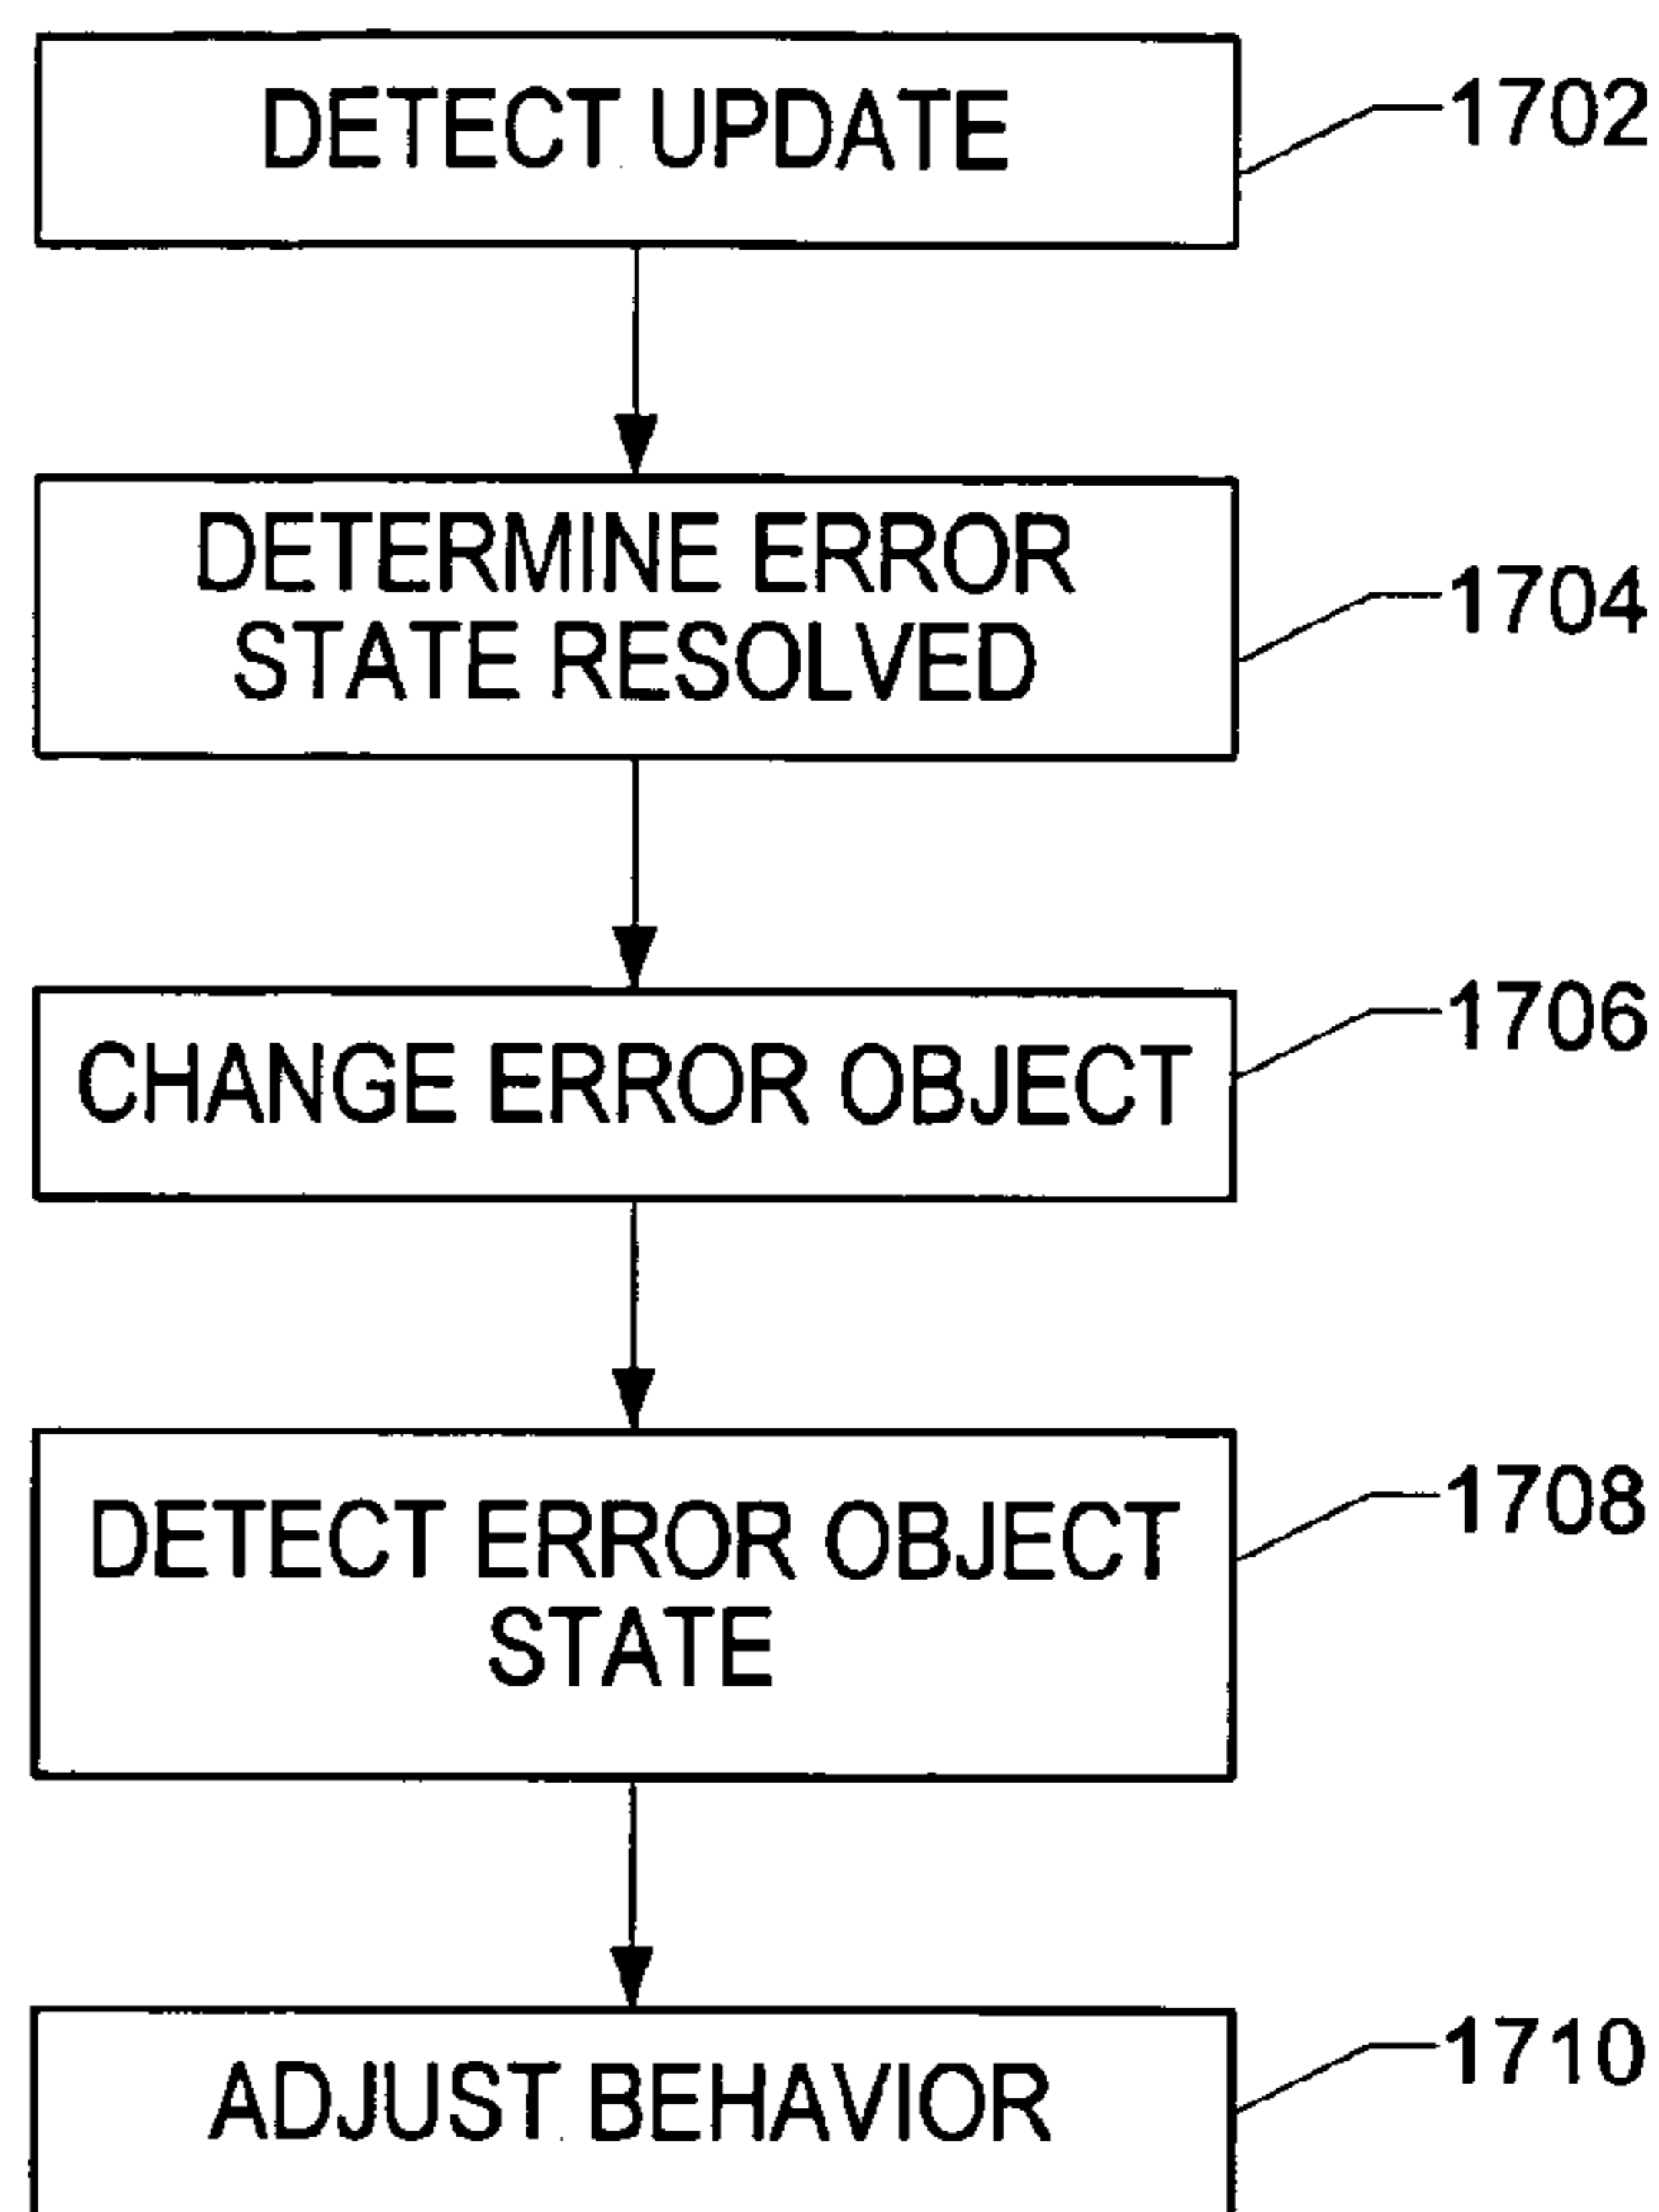 DETECT UPDATE
1702
DETERMINE ERROR
STATE RESOLVED
1704
CHANGE ERROR OBJECT
1706
DETECT ERROR OBJECT
STATE
1708
ADJUST BEHAVIOR
1710